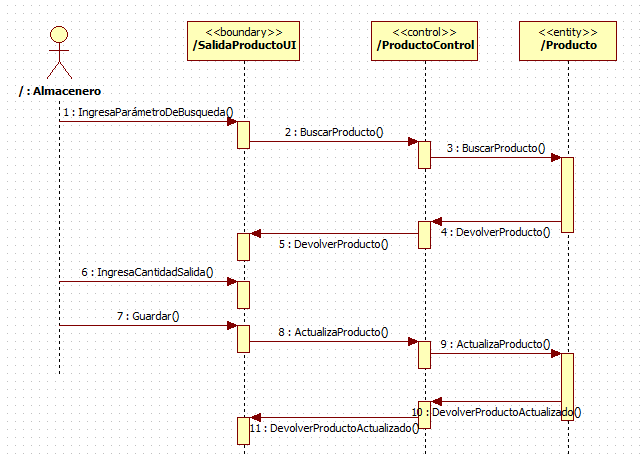 <<boundary>>
/SalidaProductoUI
<<control>>
/ProductoControl
<<entity>>
/Producto
/ : Almacenero
1 : IngresaParámetroDeBusqueda()
2 : BuscarProducto()
3 : BuscarProducto()
4 : DevolverProducto()
5 : DevolverProducto()
6 : IngresaCantidadSalida()
7 : Guardar()
8 : ActualizaProducto()
9 : ActualizaProducto()
10 : DevolverProductoActualizado()
11 : DevolverProductoActualizado()